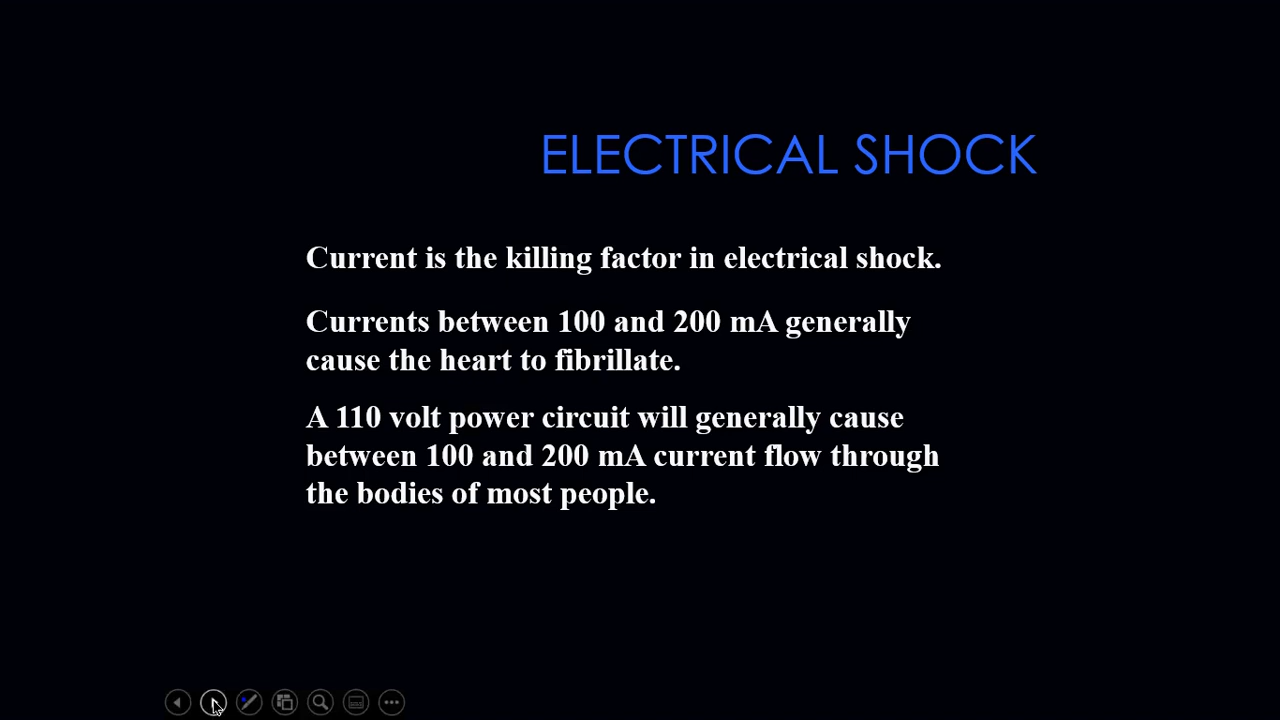 ELECTRICAL SHOCK
Current is the killing factor in electrical shock.
Currents between 100 and 200 mA generally
cause the heart to fibrillate.
A 110 volt power circuit will generally cause
between 100 and 200 mA current flow through
the bodies of most people.